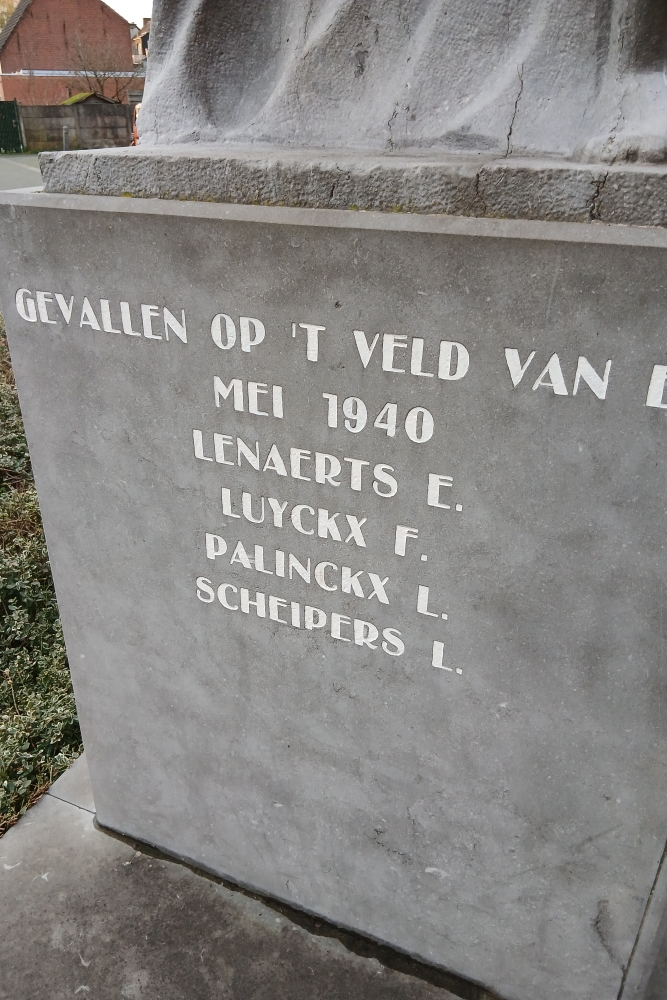 GEVALLEN OP 'T VELD VAN
MEI 1940
LENAERTS E.
LUYCKX F.
PALINCKX L.
SCHEIPERS L.